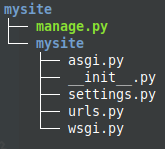 mysite
├── manage.py
└── mysite
    ├── asgi.py
    ├── __init__.py
    ├── settings.py
    ├── urls.py
    └── wsgi.py